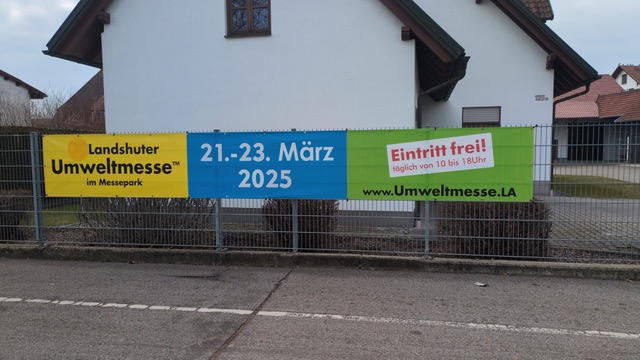 Landshuter
Umweltmesse™
im Messepark
21.-23. März
2025
Eintritt frei!
täglich von 10 bis 18Uhr
www.Umweltmesse.LA